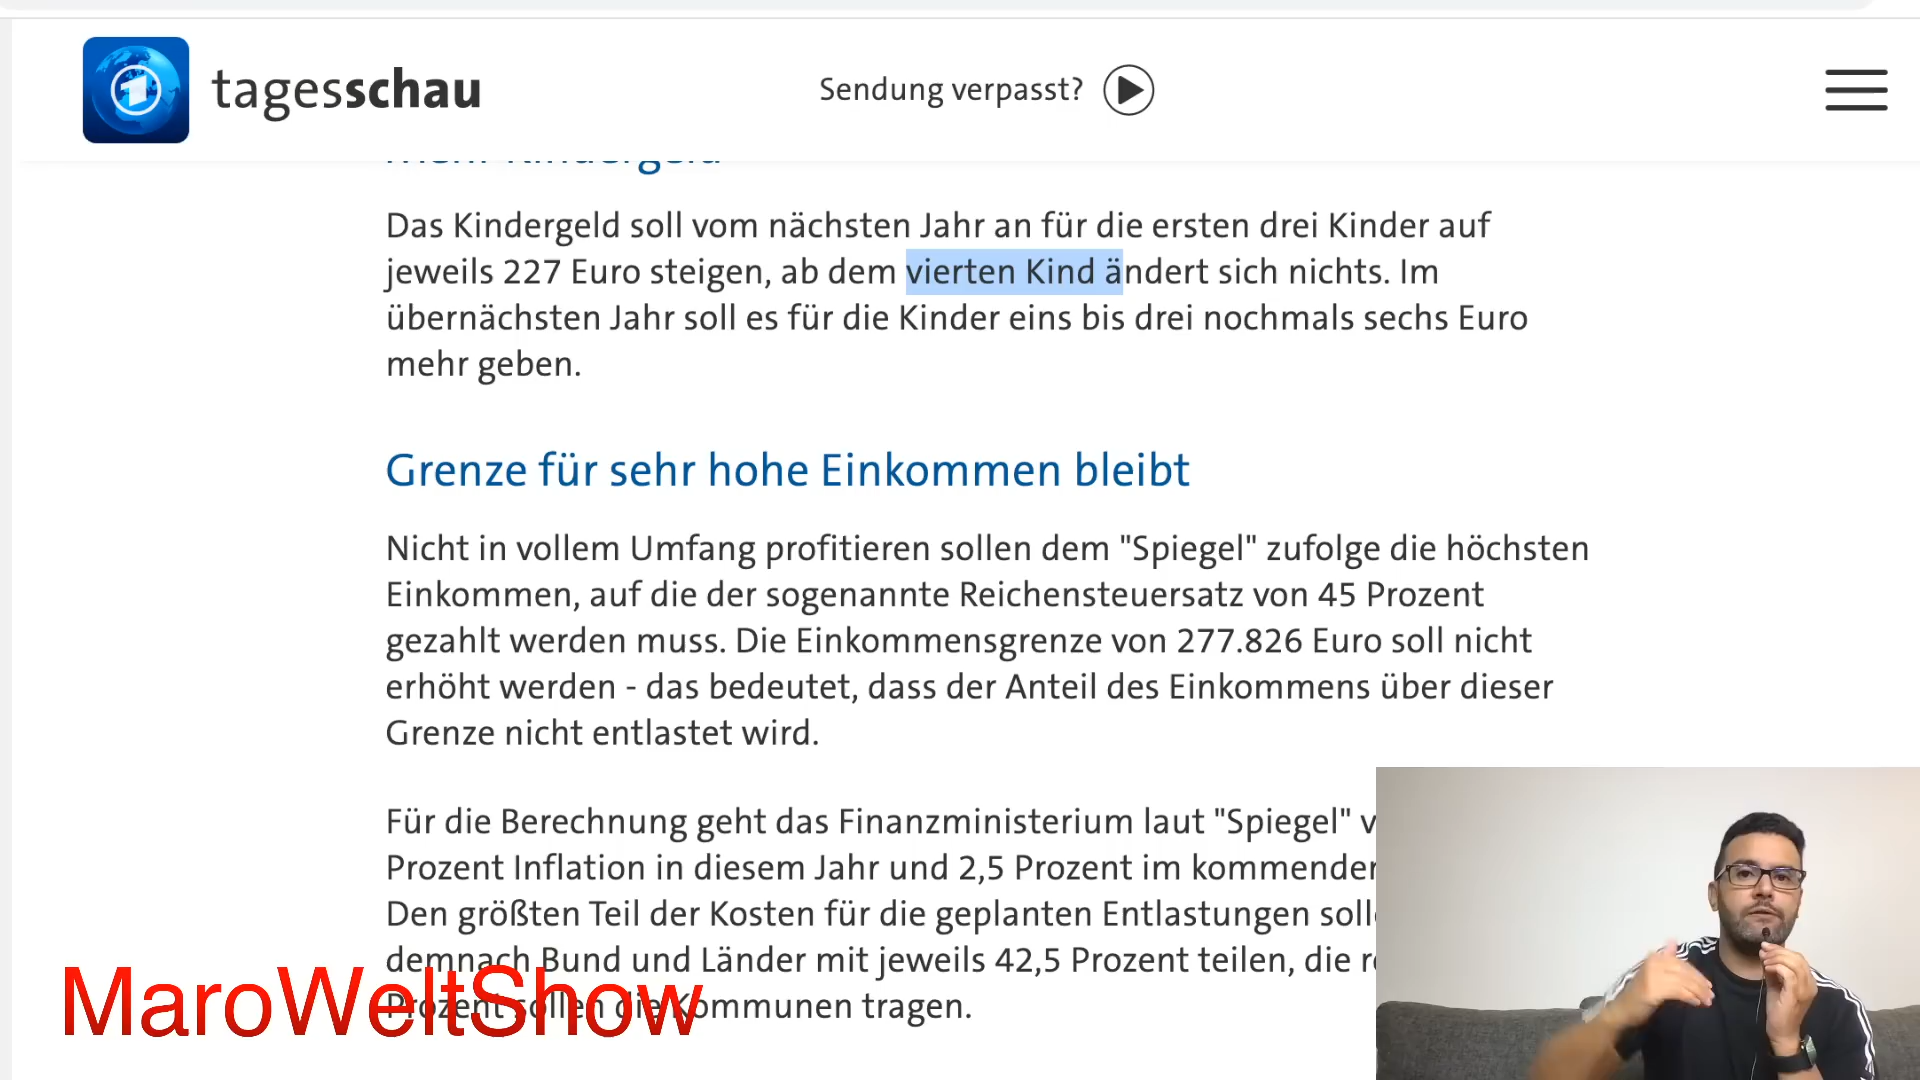 tagesschau
Sendung verpasst?
Mehr Kindergeld
Das Kindergeld soll vom nächsten Jahr an für die ersten drei Kinder auf
jeweils 227 Euro steigen, ab dem vierten Kind ändert sich nichts. Im
übernächsten Jahr soll es für die Kinder eins bis drei nochmals sechs Euro
mehr geben.
Grenze für sehr hohe Einkommen bleibt
Nicht in vollem Umfang profitieren sollen dem "Spiegel" zufolge die höchsten
Einkommen, auf die der sogenannte Reichensteuersatz von 45 Prozent
gezahlt werden muss. Die Einkommensgrenze von 277.826 Euro soll nicht
erhöht werden - das bedeutet, dass der Anteil des Einkommens über dieser
Grenze nicht entlastet wird.
Für die Berechnung geht das Finanzministerium laut "Spiegel" v
Prozent Inflation in diesem Jahr und 2,5 Prozent im kommenden
Den größten Teil der Kosten für die geplanten Entlastungen soll
demnach Bund und Länder mit jeweils 42,5 Prozent teilen, die r
Prozent sollen die Kommunen tragen.
MaroWeltShow